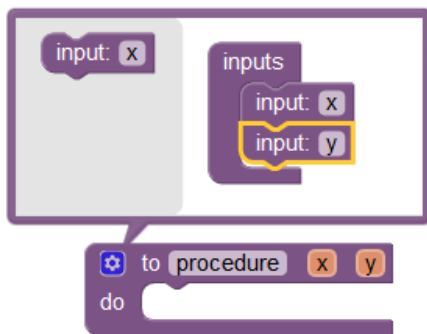 input: x
inputs
input: x
input: y
to procedure x y
do